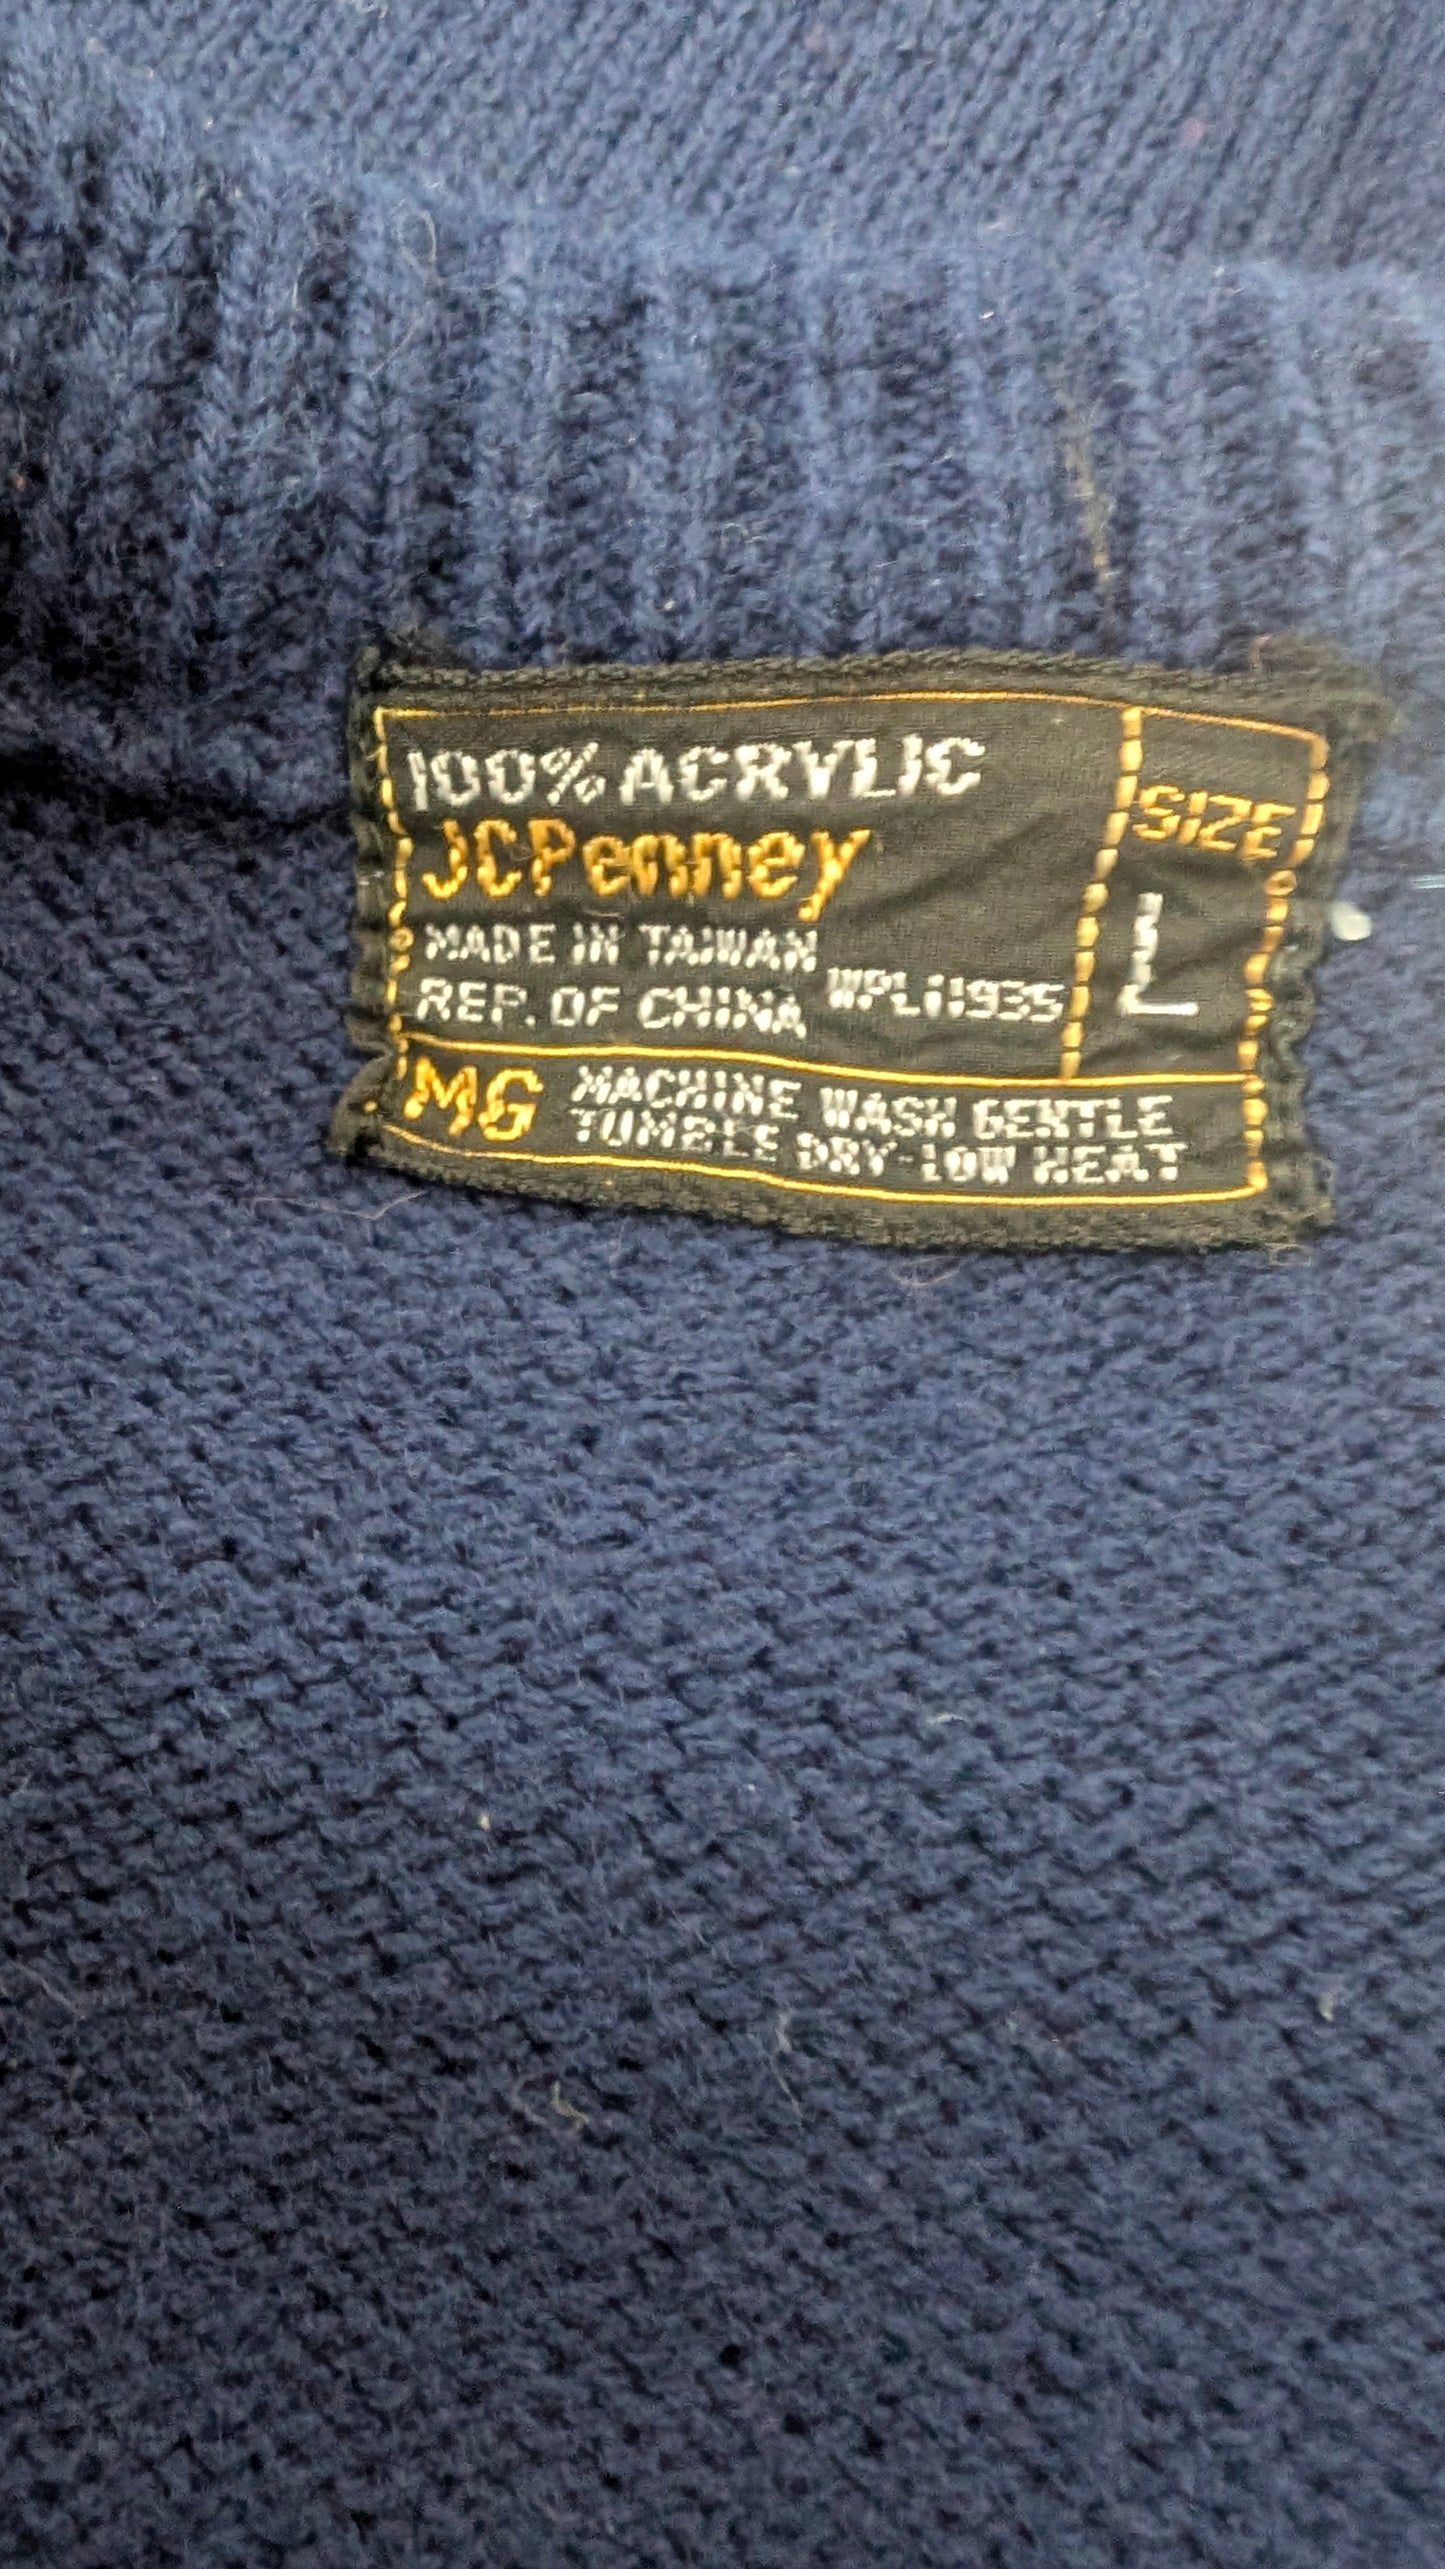 100% ACRYLIC
JCPenney
MADE IN TAIWAN
REP. OF CHINA
WPL11935
SIZE
L
MG
MACHINE WASH GENTLE
TUMBLE DRY-LOW HEAT